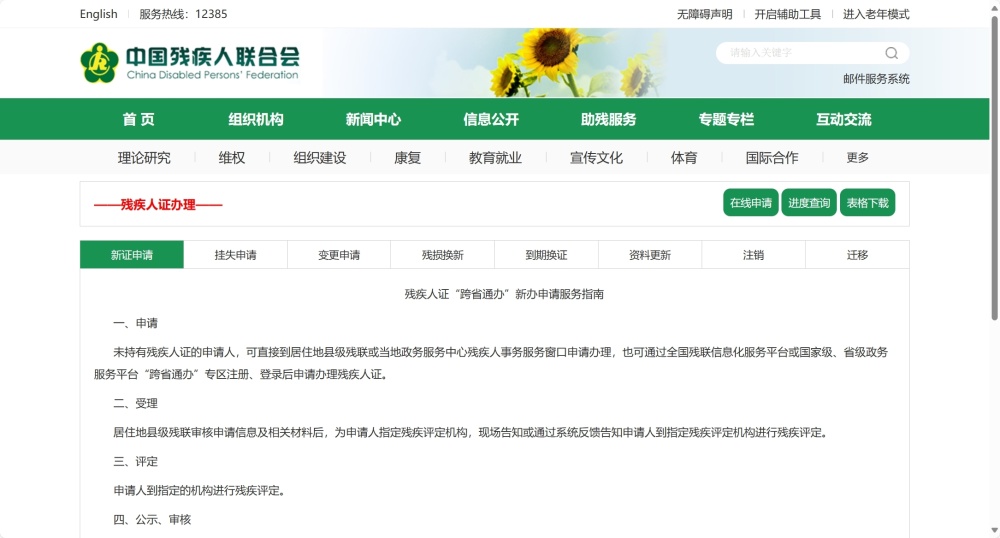 English 服务热线：12385 无障碍声明 开启辅助工具 进入老年模式
中国残疾人联合会
China Disabled Persons' Federation
请输入关键字
邮件服务系统
首 页 组织机构 新闻中心 信息公开 助残服务 专题专栏 互动交流
理论研究 维权 组织建设 康复 教育就业 宣传文化 体育 国际合作 更多
——残疾人证办理—— 在线申请 进度查询 表格下载
新证申请 挂失申请 变更申请 残损换新 到期换证 资料更新 注销 迁移
残疾人证“跨省通办”新办申请服务指南
一、申请
未持有残疾人证的申请人，可直接到居住地县级残联或当地政务服务中心残疾人事务服务窗口申请办理，也可通过全国残联信息化服务平台或国家级、省级政务
服务平台“跨省通办”专区注册、登录后申请办理残疾人证。
二、受理
居住地县级残联审核申请信息及相关材料后，为申请人指定残疾评定机构，现场告知或通过系统反馈告知申请人到指定残疾评定机构进行残疾评定。
三、评定
申请人到指定的机构进行残疾评定。
四、公示、审核